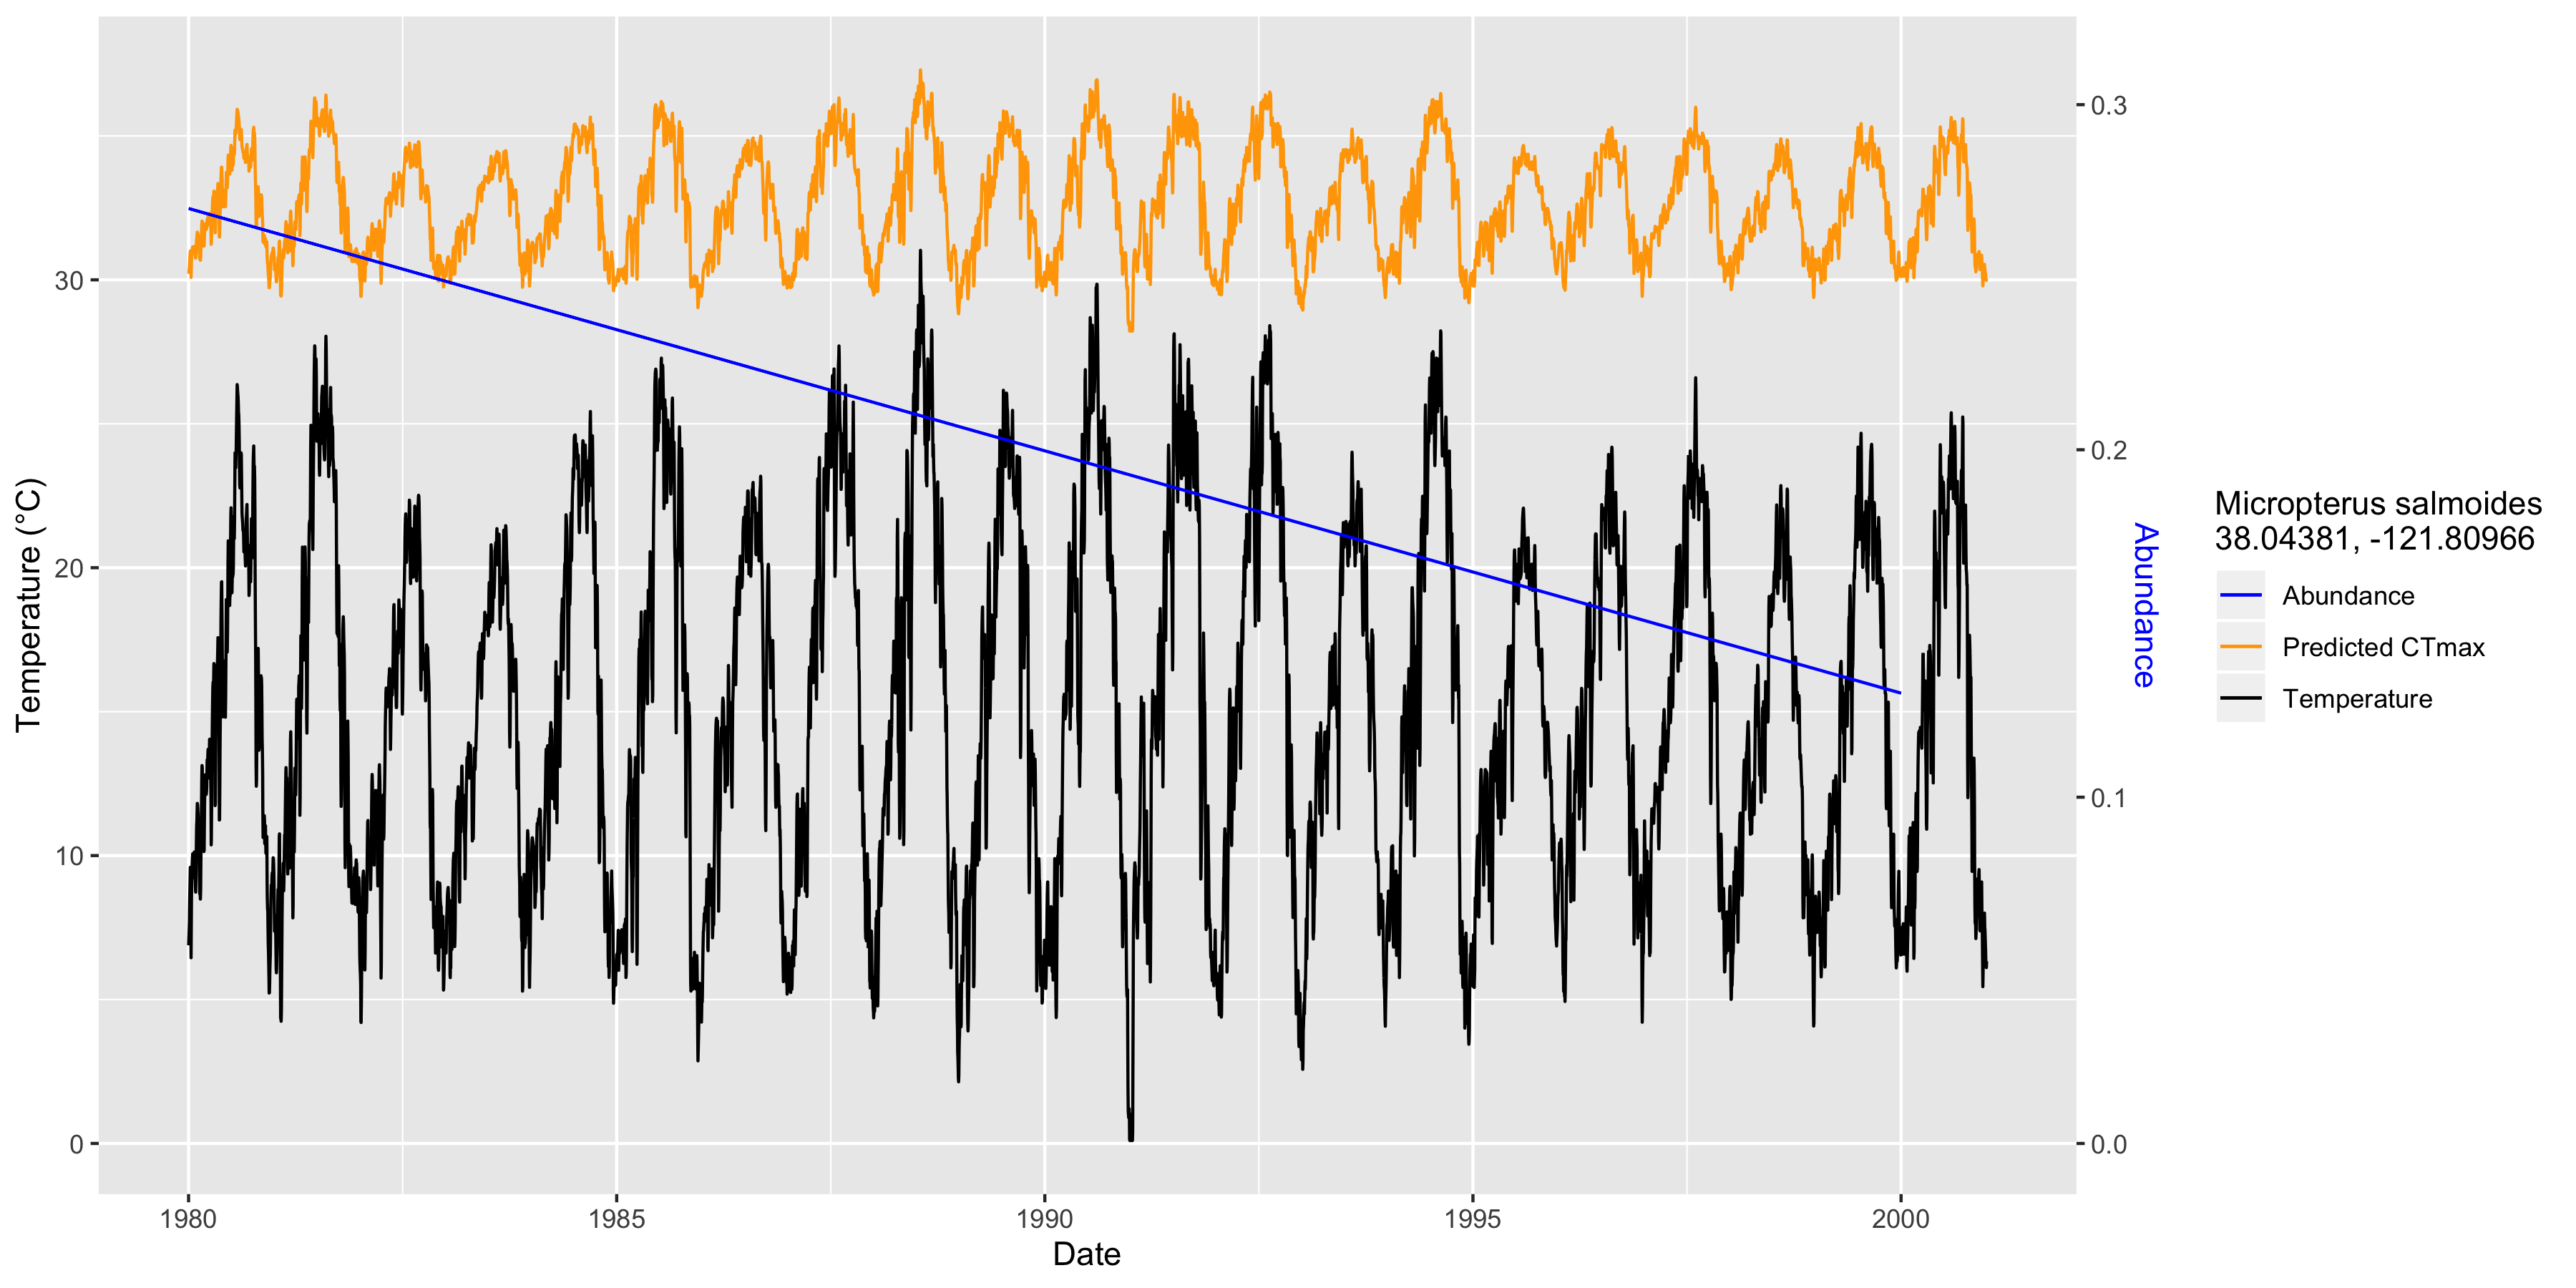 Temperature (°C)
30
20
10
0
1980
1985
1990
1995
2000
Date
0.3
0.2
0.1
0.0
Abundance
Micropterus salmoides
38.04381, -121.80966
Abundance
Predicted CTmax
Temperature